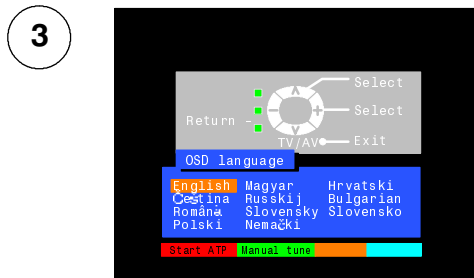 3
Select
Select
Return
TV/AV Exit
OSD language
English Magyar Hrvatski
Čeština Russkij Bulgarian
Română Slovensky Slovensko
Polski Nemački
Start ATP Manual tune